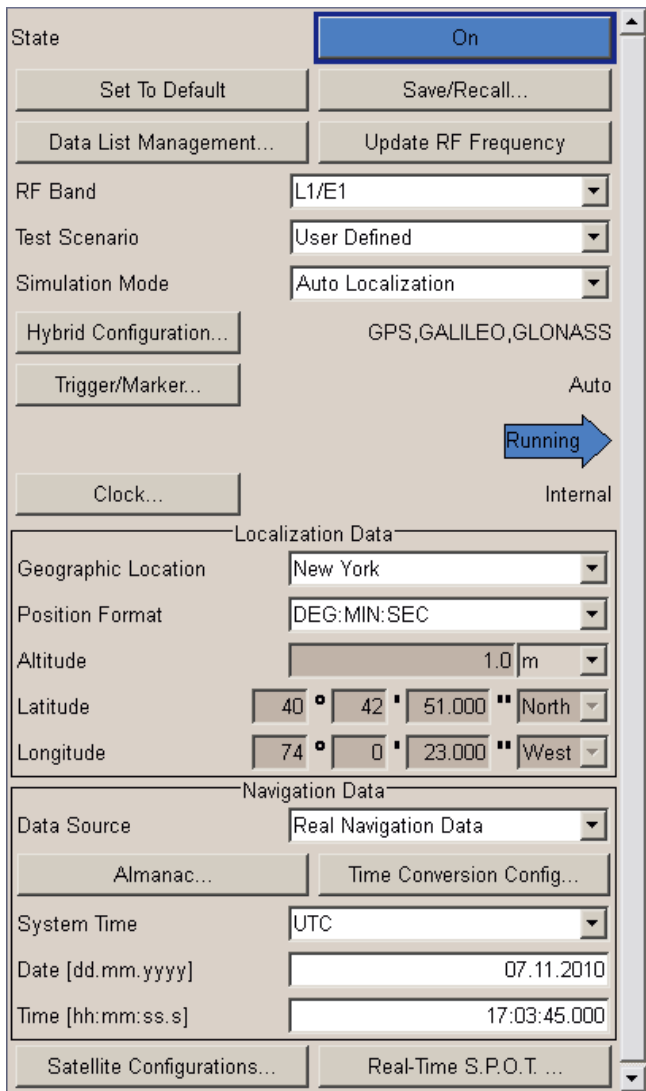 State On
Set To Default Save/Recall...
Data List Management... Update RF Frequency
RF Band L1/E1
Test Scenario User Defined
Simulation Mode Auto Localization
Hybrid Configuration... GPS,GALILEO,GLONASS
Trigger/Marker... Auto
Running
Clock... Internal
Localization Data
Geographic Location New York
Position Format DEG:MIN:SEC
Altitude 1.0 m
Latitude 40 ° 42 ' 51.000 " North
Longitude 74 ° 0 ' 23.000 " West
Navigation Data
Data Source Real Navigation Data
Almanac... Time Conversion Config...
System Time UTC
Date [dd.mm.yyyy] 07.11.2010
Time [hh:mm:ss.s] 17:03:45.000
Satellite Configurations... Real-Time S.P.O.T. ...